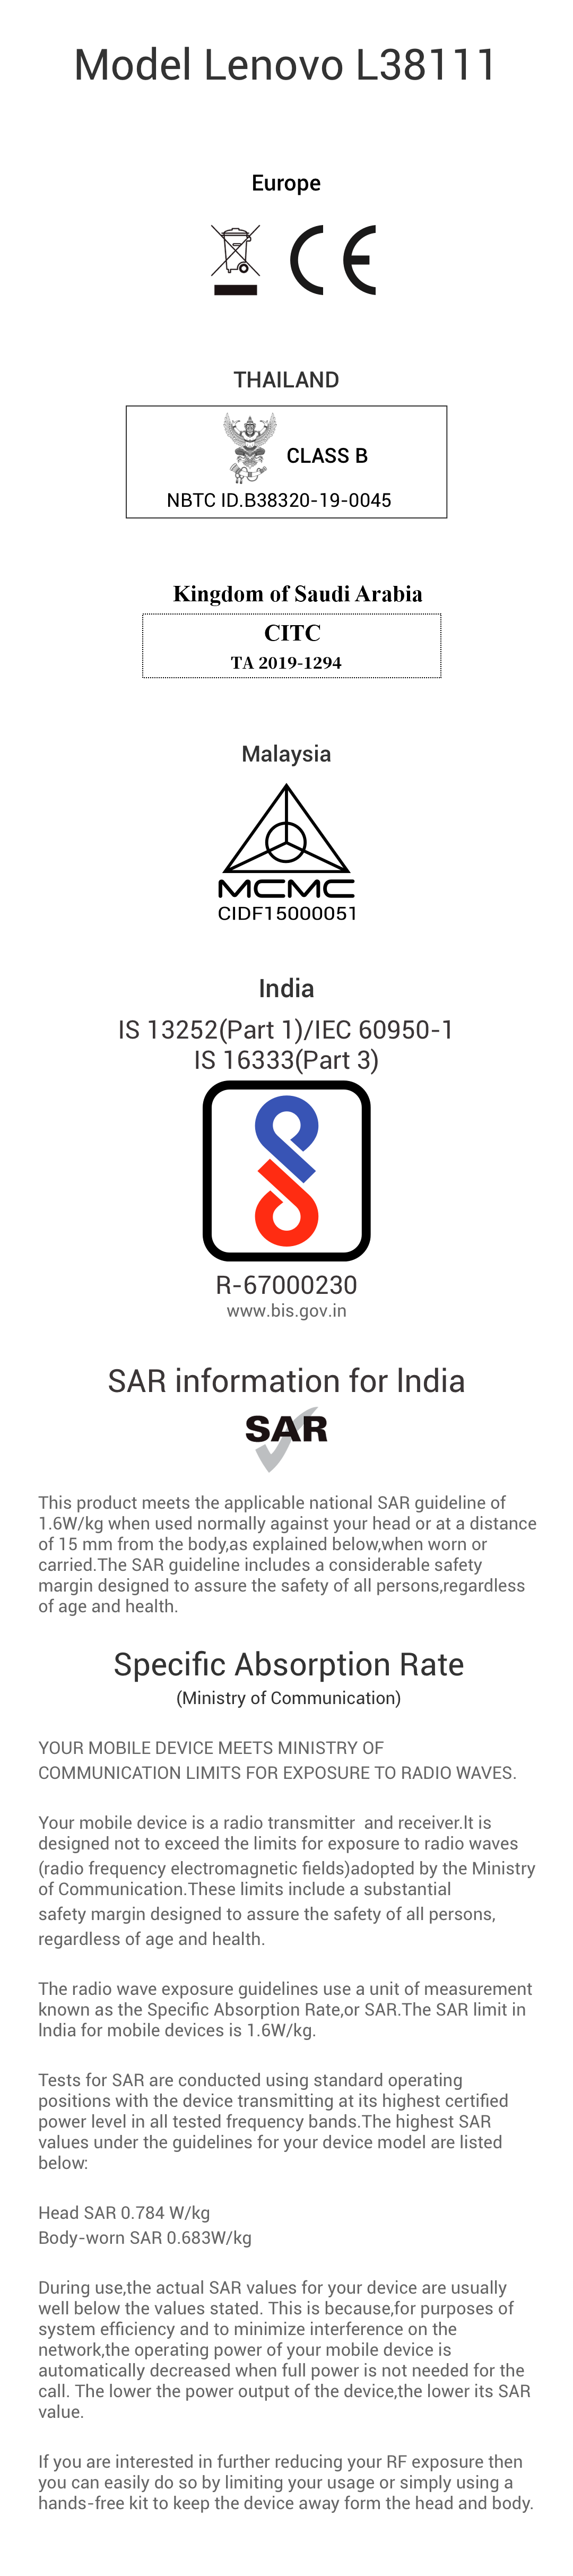 Model Lenovo L38111
Europe
CE
THAILAND
CLASS B
NBTC ID.B38320-19-0045
Kingdom of Saudi Arabia
CITC
TA 2019-1294
Malaysia
MCMC
CIDF15000051
India
IS 13252(Part 1)/IEC 60950-1
IS 16333(Part 3)
R-67000230
www.bis.gov.in
SAR information for India
SAR
This product meets the applicable national SAR guideline of
1.6W/kg when used normally against your head or at a distance
of 15 mm from the body,as explained below,when worn or
carried.The SAR guideline includes a considerable safety
margin designed to assure the safety of all persons,regardless
of age and health.
Specific Absorption Rate
(Ministry of Communication)
YOUR MOBILE DEVICE MEETS MINISTRY OF
COMMUNICATION LIMITS FOR EXPOSURE TO RADIO WAVES.
Your mobile device is a radio transmitter  and receiver.lt is
designed not to exceed the limits for exposure to radio waves
(radio frequency electromagnetic fields)adopted by the Ministry
of Communication.These limits include a substantial
safety margin designed to assure the safety of all persons,
regardless of age and health.
The radio wave exposure guidelines use a unit of measurement
known as the Specific Absorption Rate,or SAR.The SAR limit in
India for mobile devices is 1.6W/kg.
Tests for SAR are conducted using standard operating
positions with the device transmitting at its highest certified
power level in all tested frequency bands.The highest SAR
values under the guidelines for your device model are listed
below:
Head SAR 0.784 W/kg
Body-worn SAR 0.683W/kg
During use,the actual SAR values for your device are usually
well below the values stated. This is because,for purposes of
system efficiency and to minimize interference on the
network,the operating power of your mobile device is
automatically decreased when full power is not needed for the
call. The lower the power output of the device,the lower its SAR
value.
If you are interested in further reducing your RF exposure then
you can easily do so by limiting your usage or simply using a
hands-free kit to keep the device away form the head and body.